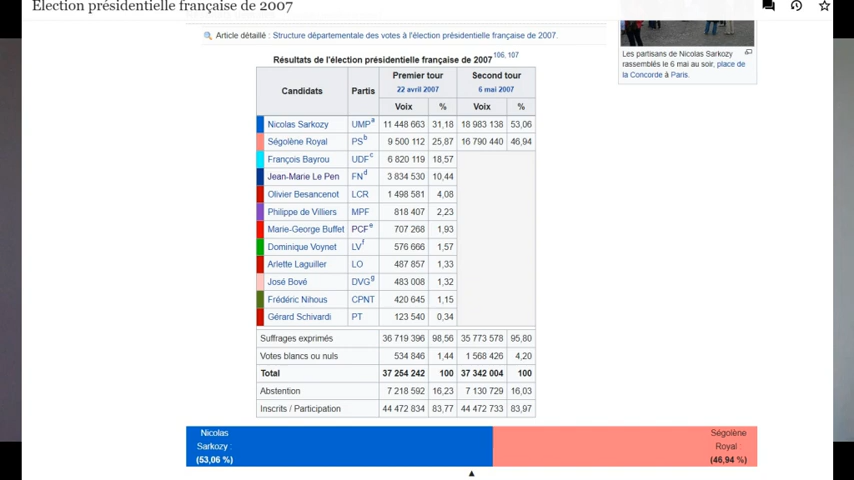 Élection présidentielle française de 2007
Article détaillé : Structure départementale des votes à l'élection présidentielle française de 2007.
Les partisans de Nicolas Sarkozy
rassemblés le 6 mai au soir, place de
la Concorde à Paris.
Résultats de l'élection présidentielle française de 2007 106, 107
Candidats Partis Premier tour 22 avril 2007 Second tour 6 mai 2007
Voix % Voix %
Nicolas Sarkozy UMP a 11 448 663 31,18 18 983 138 53,06
Ségolène Royal PS b 9 500 112 25,87 16 790 440 46,94
François Bayrou UDF c 6 820 119 18,57
Jean-Marie Le Pen FN d 3 834 530 10,44
Olivier Besancenot LCR 1 498 581 4,08
Philippe de Villiers MPF 818 407 2,23
Marie-George Buffet PCF e 707 268 1,93
Dominique Voynet LV f 576 666 1,57
Arlette Laguiller LO 487 857 1,33
José Bové DVG g 483 008 1,32
Frédéric Nihous CPNT 420 645 1,15
Gérard Schivardi PT 123 540 0,34
Suffrages exprimés 36 719 396 98,56 35 773 578 95,80
Votes blancs ou nuls 534 846 1,44 1 568 426 4,20
Total 37 254 242 100 37 342 004 100
Abstention 7 218 592 16,23 7 130 729 16,03
Inscrits / Participation 44 472 834 83,77 44 472 733 83,97
Nicolas
Sarkozy :
(53,06 %)
Ségolène
Royal :
(46,94 %)